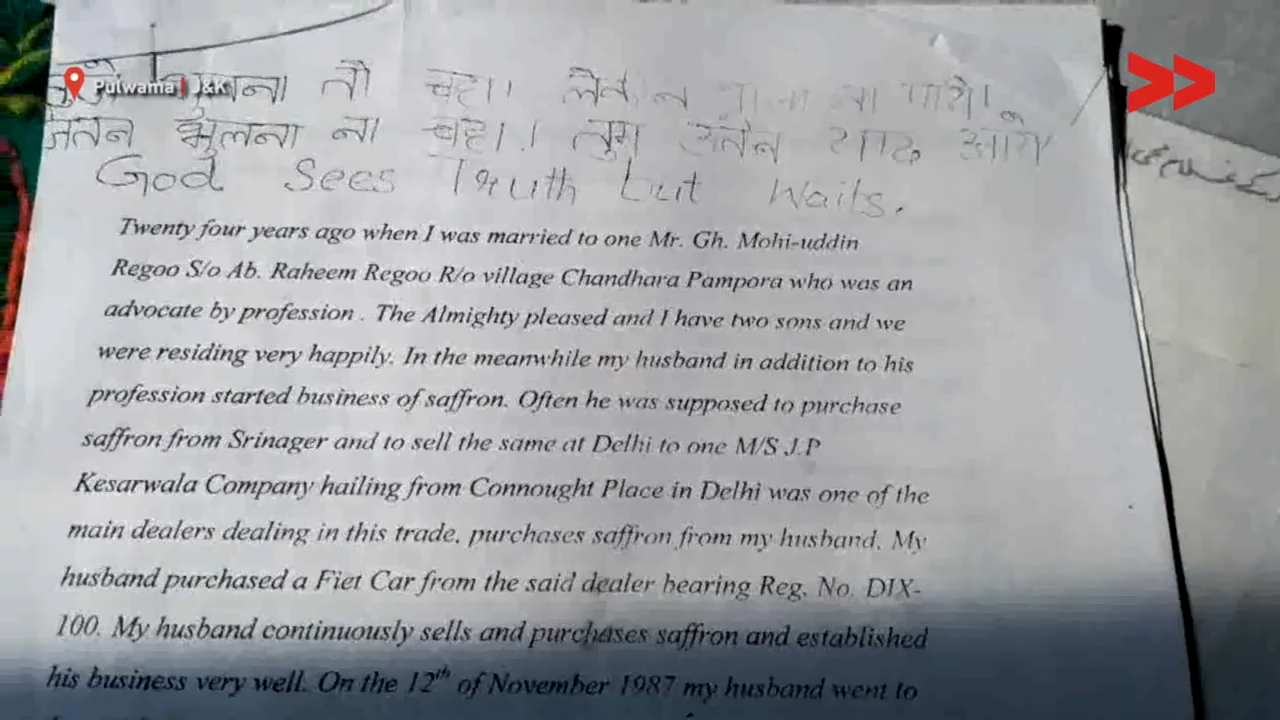 Pulwama | J&K
तो चहा।
भुलना ना चहा।। तुम याद आये
God Sees Truth but Waits.
Twenty four years ago when I was married to one Mr. Gh. Mohi-uddin
Regoo S/o Ab. Raheem Regoo R/o village Chandhara Pampora who was an
advocate by profession . The Almighty pleased and I have two sons and we
were residing very happily. In the meanwhile my husband in addition to his
profession started business of saffron. Often he was supposed to purchase
saffron from Srinager and to sell the same at Delhi to one M/S J.P
Kesarwala Company hailing from Connought Place in Delhi was one of the
main dealers dealing in this trade, purchases saffron from my husband. My
husband purchased a Fiet Car from the said dealer bearing Reg. No. DIX-
100. My husband continuously sells and purchases saffron and established
his business very well. On the 12th of November 1987 my husband went to